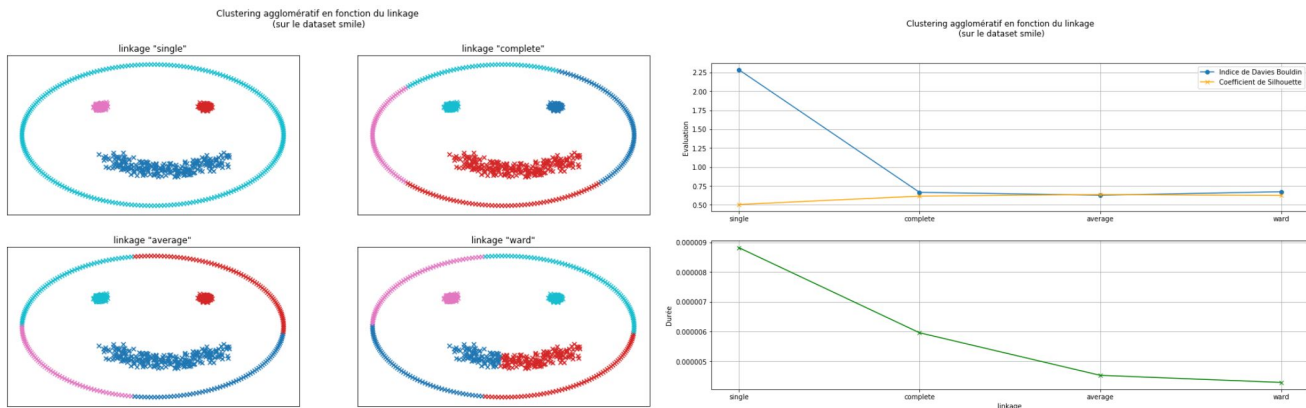 Clustering agglomératif en fonction du linkage
(sur le dataset smile)
linkage "single"
linkage "complete"
linkage "average"
linkage "ward"
Clustering agglomératif en fonction du linkage
(sur le dataset smile)
Indice de Davies Bouldin
Coefficient de Silhouette
Evaluation
2.25
2.00
1.75
1.50
1.25
1.00
0.75
0.50
single
complete
average
ward
Durée
0.000009
0.000008
0.000007
0.000006
0.000005
single
complete
average
ward
linkage